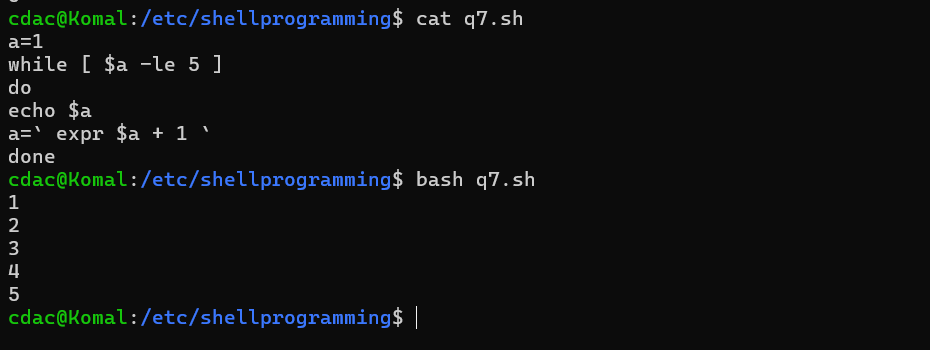 cdac@Komal:/etc/shellprogramming$ cat q7.sh
a=1
while [ $a -le 5 ]
do
echo $a
a=` expr $a + 1 `
done
cdac@Komal:/etc/shellprogramming$ bash q7.sh
1
2
3
4
5
cdac@Komal:/etc/shellprogramming$